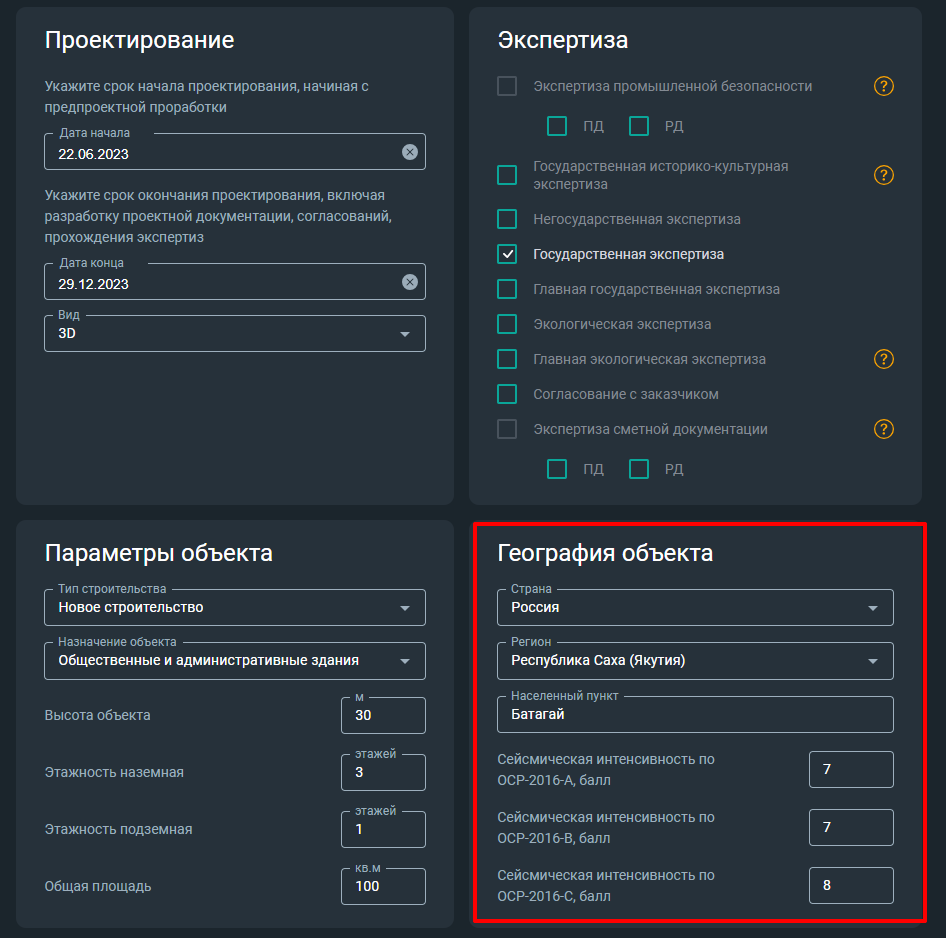 Проектирование
Укажите срок начала проектирования, начиная с
предпроектной проработки
Дата начала
22.06.2023
Укажите срок окончания проектирования, включая
разработку проектной документации, согласований,
прохождения экспертиз
Дата конца
29.12.2023
Вид
3D
Экспертиза
Экспертиза промышленной безопасности
?
ПД
РД
Государственная историко-культурная
экспертиза
?
Негосударственная экспертиза
Государственная экспертиза
Главная государственная экспертиза
Экологическая экспертиза
Главная экологическая экспертиза
?
Согласование с заказчиком
Экспертиза сметной документации
?
ПД
РД
Параметры объекта
Тип строительства
Новое строительство
Назначение объекта
Общественные и административные здания
Высота объекта
м
30
Этажность наземная
этажей
3
Этажность подземная
этажей
1
Общая площадь
кв.м
100
География объекта
Страна
Россия
Регион
Республика Саха (Якутия)
Населенный пункт
Батагай
Сейсмическая интенсивность по
ОСР-2016-А, балл
7
Сейсмическая интенсивность по
ОСР-2016-В, балл
7
Сейсмическая интенсивность по
ОСР-2016-С, балл
8